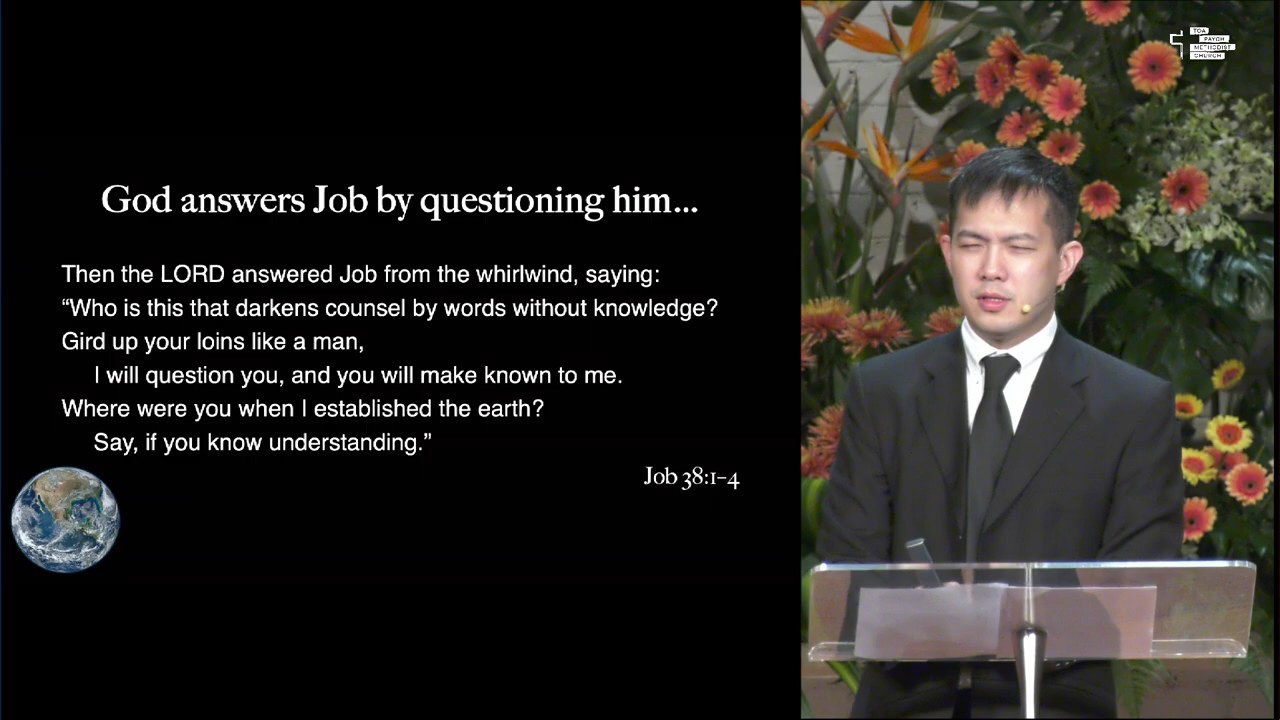 TOA
PAYOH
METHODIST
CHURCH
God answers Job by questioning him...
Then the LORD answered Job from the whirlwind, saying:
“Who is this that darkens counsel by words without knowledge?
Gird up your loins like a man,
I will question you, and you will make known to me.
Where were you when I established the earth?
Say, if you know understanding.”
Job 38:1-4